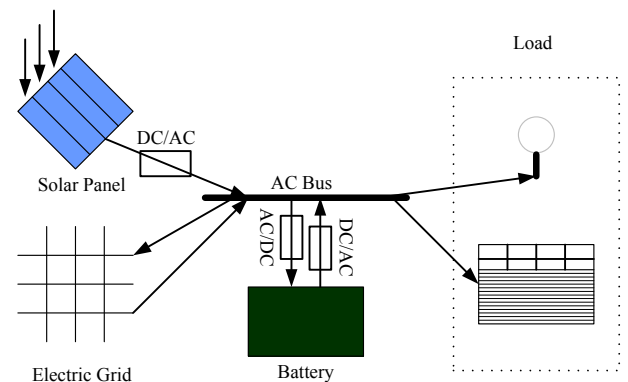 Load
DC/AC
Solar Panel
AC Bus
AC/DC
DC/AC
Electric Grid
Battery